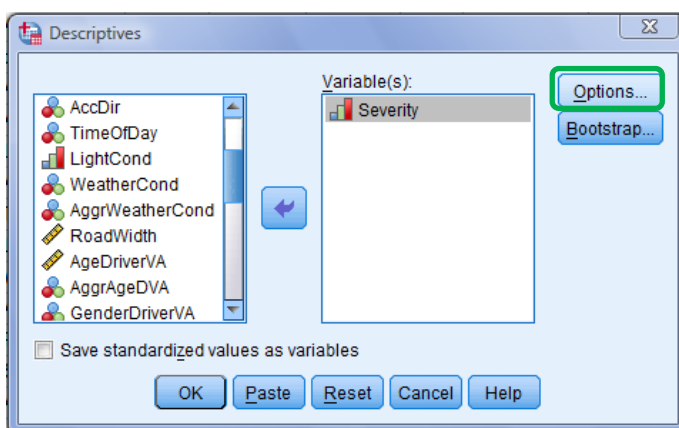 Descriptives
Variable(s):
AccDir
TimeOfDay
LightCond
WeatherCond
AggrWeatherCond
RoadWidth
AgeDriverVA
AggrAgeDVA
GenderDriverVA
Severity
Options...
Bootstrap...
Save standardized values as variables
OK Paste Reset Cancel Help